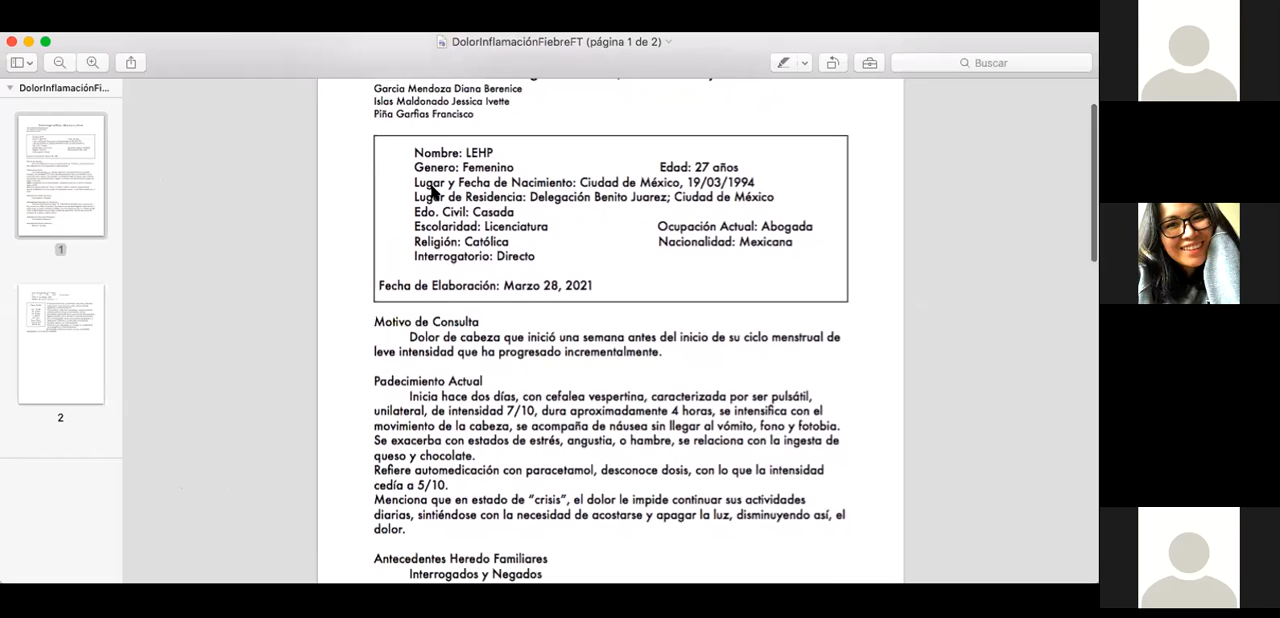 DolorInflamaciónFiebreFT (página 1 de 2)
Buscar
DolorInflamaciónFi...
1
2
Garcia Mendoza Diana Berenice
Islas Maldonado Jessica Ivette
Piña Garfias Francisco
Nombre: LEHP
Genero: Femenino Edad: 27 años
Lugar y Fecha de Nacimiento: Ciudad de México, 19/03/1994
Lugar de Residencia: Delegación Benito Juarez; Ciudad de México
Edo. Civil: Casada
Escolaridad: Licenciatura Ocupación Actual: Abogada
Religión: Católica Nacionalidad: Mexicana
Interrogatorio: Directo
Fecha de Elaboración: Marzo 28, 2021
Motivo de Consulta
Dolor de cabeza que inició una semana antes del inicio de su ciclo menstrual de
leve intensidad que ha progresado incrementalmente.
Padecimiento Actual
Inicia hace dos días, con cefalea vespertina, caracterizada por ser pulsátil,
unilateral, de intensidad 7/10, dura aproximadamente 4 horas, se intensifica con el
movimiento de la cabeza, se acompaña de náusea sin llegar al vómito, fono y fotobia.
Se exacerba con estados de estrés, angustia, o hambre, se relaciona con la ingesta de
queso y chocolate.
Refiere automedicación con paracetamol, desconoce dosis, con lo que la intensidad
cedía a 5/10.
Menciona que en estado de “crisis”, el dolor le impide continuar sus actividades
diarias, sintiéndose con la necesidad de acostarse y apagar la luz, disminuyendo así, el
dolor.
Antecedentes Heredo Familiares
Interrogados y Negados